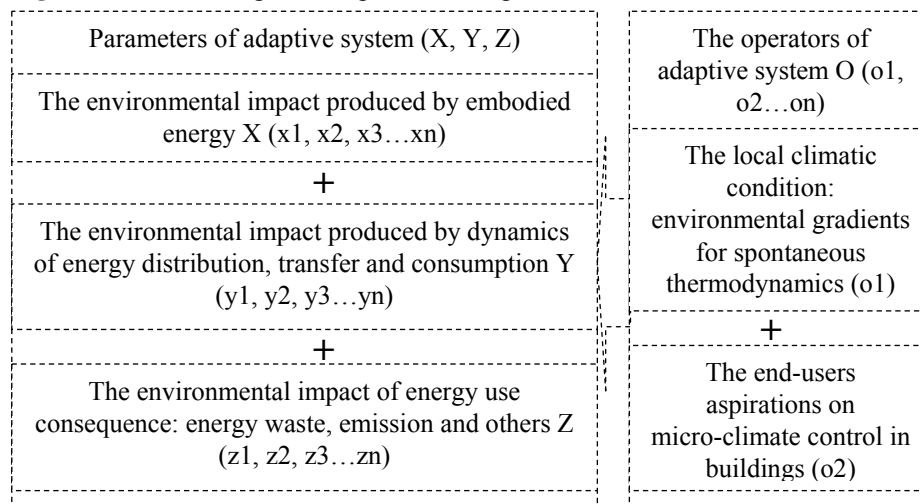 Parameters of adaptive system (X, Y, Z)
The environmental impact produced by embodied
energy X (x1, x2, x3…xn)
+
The environmental impact produced by dynamics
of energy distribution, transfer and consumption Y
(y1, y2, y3…yn)
+
The environmental impact of energy use
consequence: energy waste, emission and others Z
(z1, z2, z3…zn)
The operators of
adaptive system O (o1,
o2…on)
The local climatic
condition:
environmental gradients
for spontaneous
thermodynamics (o1)
+
The end-users
aspirations on
micro-climate control in
buildings (o2)